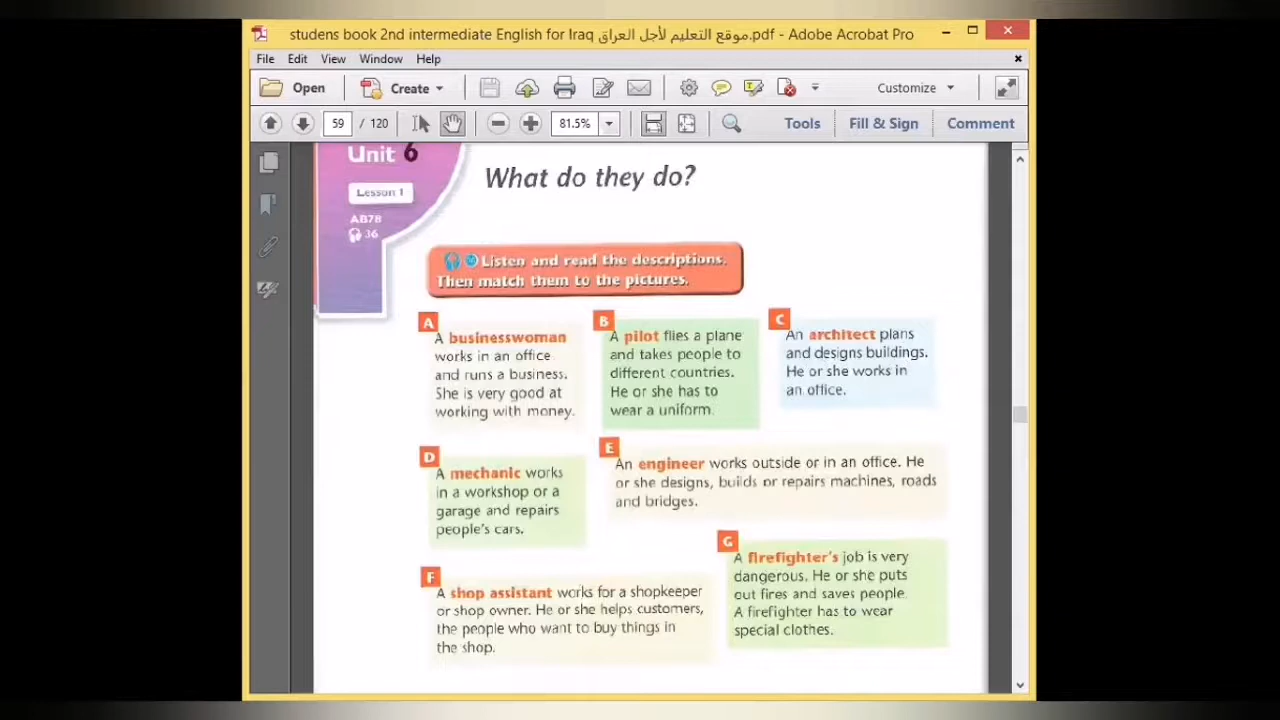 studens book 2nd intermediate English for Iraq موقع التعليم لأجل العراق.pdf - Adobe Acrobat Pro
File Edit View Window Help
Open Create Customize
59 / 120 81.5% Tools Fill & Sign Comment
Unit 6
Lesson 1
AB78
36
What do they do?
Listen and read the descriptions.
Then match them to the pictures.
A
A businesswoman
works in an office
and runs a business.
She is very good at
working with money.
B
A pilot flies a plane
and takes people to
different countries.
He or she has to
wear a uniform.
C
An architect plans
and designs buildings.
He or she works in
an office.
D
A mechanic works
in a workshop or a
garage and repairs
people's cars.
E
An engineer works outside or in an office. He
or she designs, builds or repairs machines, roads
and bridges.
F
A shop assistant works for a shopkeeper
or shop owner. He or she helps customers,
the people who want to buy things in
the shop.
G
A firefighter's job is very
dangerous. He or she puts
out fires and saves people.
A firefighter has to wear
special clothes.